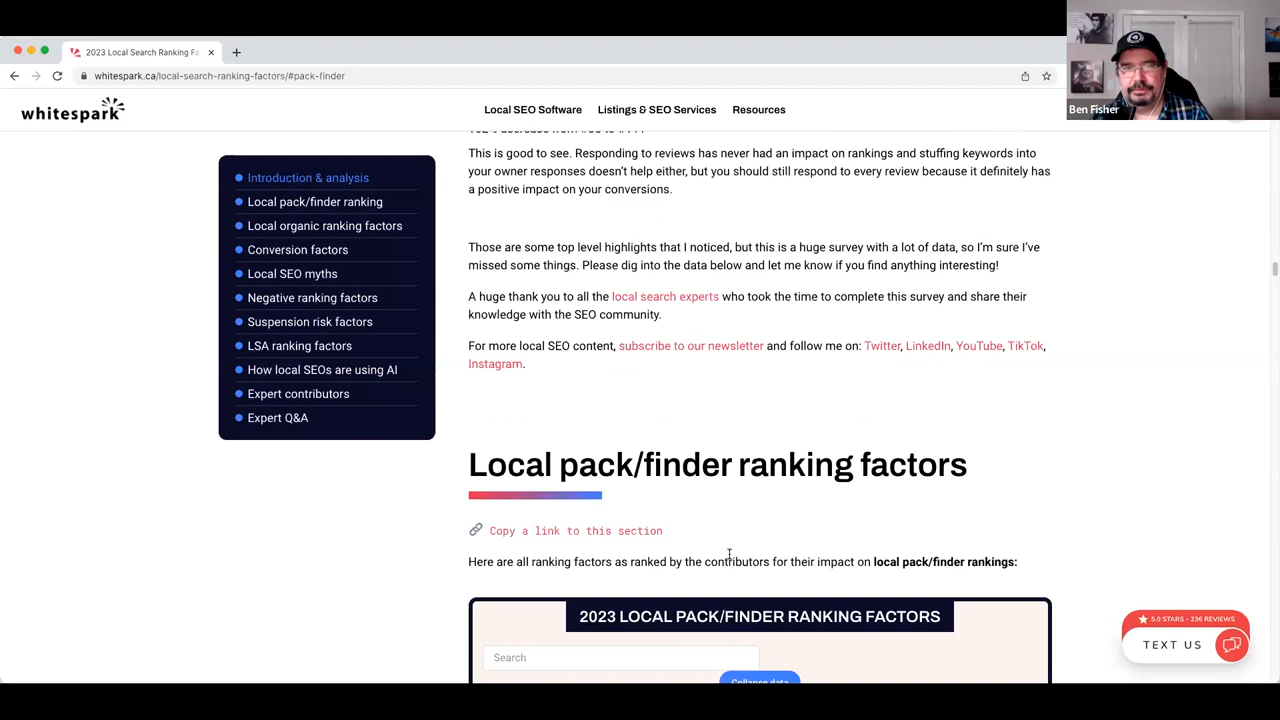 2023 Local Search Ranking Fa
whitespark.ca/local-search-ranking-factors/#pack-finder
Ben Fisher
whitespark
Local SEO Software
Listings & SEO Services
Resources
Introduction & analysis
Local pack/finder ranking
Local organic ranking factors
Conversion factors
Local SEO myths
Negative ranking factors
Suspension risk factors
LSA ranking factors
How local SEOs are using AI
Expert contributors
Expert Q&A
This is good to see. Responding to reviews has never had an impact on rankings and stuffing keywords into
your owner responses doesn't help either, but you should still respond to every review because it definitely has
a positive impact on your conversions.
Those are some top level highlights that I noticed, but this is a huge survey with a lot of data, so I'm sure I've
missed some things. Please dig into the data below and let me know if you find anything interesting!
A huge thank you to all the local search experts who took the time to complete this survey and share their
knowledge with the SEO community.
For more local SEO content, subscribe to our newsletter and follow me on: Twitter, LinkedIn, YouTube, TikTok,
Instagram.
Local pack/finder ranking factors
Copy a link to this section
Here are all ranking factors as ranked by the contributors for their impact on local pack/finder rankings:
2023 LOCAL PACK/FINDER RANKING FACTORS
Search
Collapse data
5.0 STARS - 236 REVIEWS
TEXT US